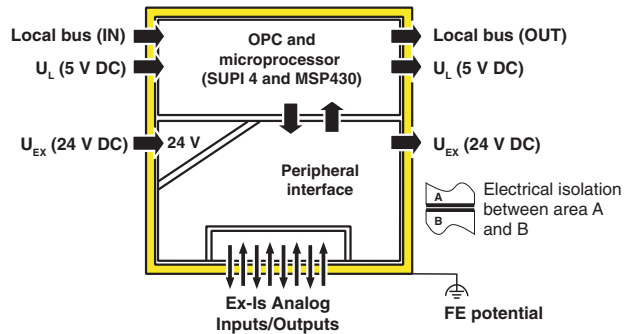 Local bus (IN)
OPC and
microprocessor
(SUPI 4 and MSP430)
Local bus (OUT)
U_L (5 V DC)
U_L (5 V DC)
U_EX (24 V DC)
24 V
U_EX (24 V DC)
Peripheral
interface
A
B
Electrical isolation
between area A
and B
Ex-Is Analog
Inputs/Outputs
FE potential